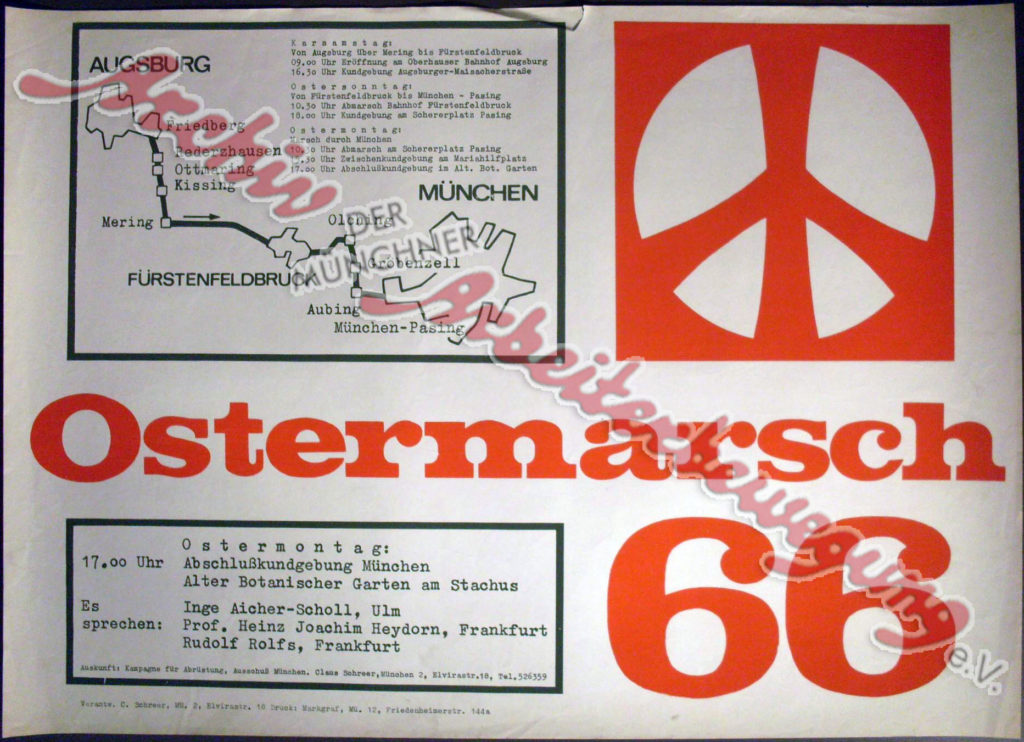 AUGSBURG
Friedberg
Rederzhausen
Ottmaring
Kissing
Mering
FÜRSTENFELDBRUCK
Olching
Gröbenzell
Aubing
München-Pasing
MÜNCHEN
Karsamstag:
Von Augsburg über Mering bis Fürstenfeldbruck
09.00 Uhr Eröffnung am Oberhauser Bahnhof Augsburg
16.30 Uhr Kundgebung Augsburger-Maisacherstraße
Ostersonntag:
Von Fürstenfeldbruck bis München - Pasing
10.30 Uhr Abmarsch Bahnhof Fürstenfeldbruck
18.00 Uhr Kundgebung am Schererplatz Pasing
Ostermontag:
Marsch durch München
Uhr Abmarsch am Schererplatz Pasing
Uhr Zwischenkundgebung am Mariahilfplatz
17.00 Uhr Abschlußkundgebung im Alt. Bot. Garten
Ostermarsch
66
Ostermontag:
17.00 Uhr Abschlußkundgebung München
Alter Botanischer Garten am Stachus
Es Inge Aicher-Scholl, Ulm
sprechen: Prof. Heinz Joachim Heydorn, Frankfurt
Rudolf Rolfs, Frankfurt
Auskunft: Kampagne für Abrüstung, Ausschuß München. Claus Schreer, München 2, Elvirastr.18, Tel.526359
Verantw. C. Schreer, MÜ. 2, Elvirastr. 18 Druck: Markgraf, Mü. 12, Friedenheimerstr. 144a
Archiv
DER
MÜNCHNER
Arbeiterbewegung
e.V.